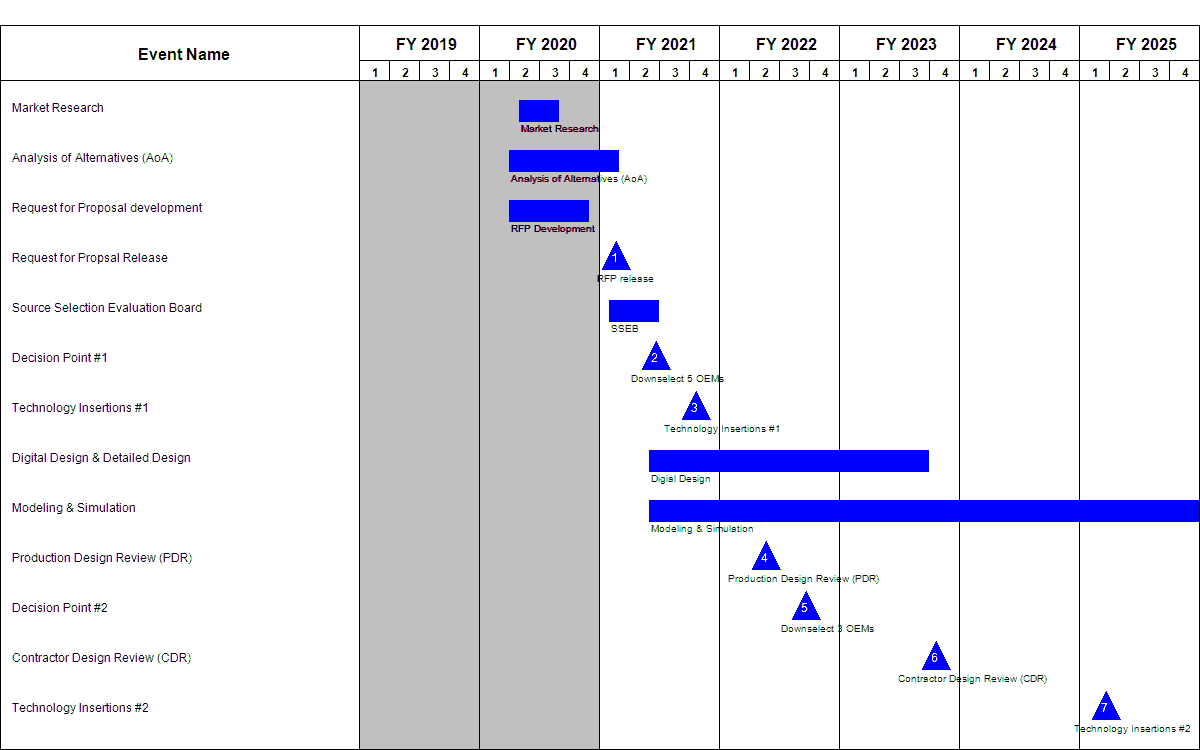 Event Name
FY 2019 FY 2020 FY 2021 FY 2022 FY 2023 FY 2024 FY 2025
1 2 3 4 1 2 3 4 1 2 3 4 1 2 3 4 1 2 3 4 1 2 3 4 1 2 3 4
Market Research
Market Research
Analysis of Alternatives (AoA)
Analysis of Alternatives (AoA)
Request for Proposal development
RFP Development
Request for Propsal Release
1
RFP release
Source Selection Evaluation Board
SSEB
Decision Point #1
2
Downselect 5 OEMs
Technology Insertions #1
3
Technology Insertions #1
Digital Design & Detailed Design
Digial Design
Modeling & Simulation
Modeling & Simulation
Production Design Review (PDR)
4
Production Design Review (PDR)
Decision Point #2
5
Downselect 3 OEMs
Contractor Design Review (CDR)
6
Contractor Design Review (CDR)
Technology Insertions #2
7
Technology Insertions #2